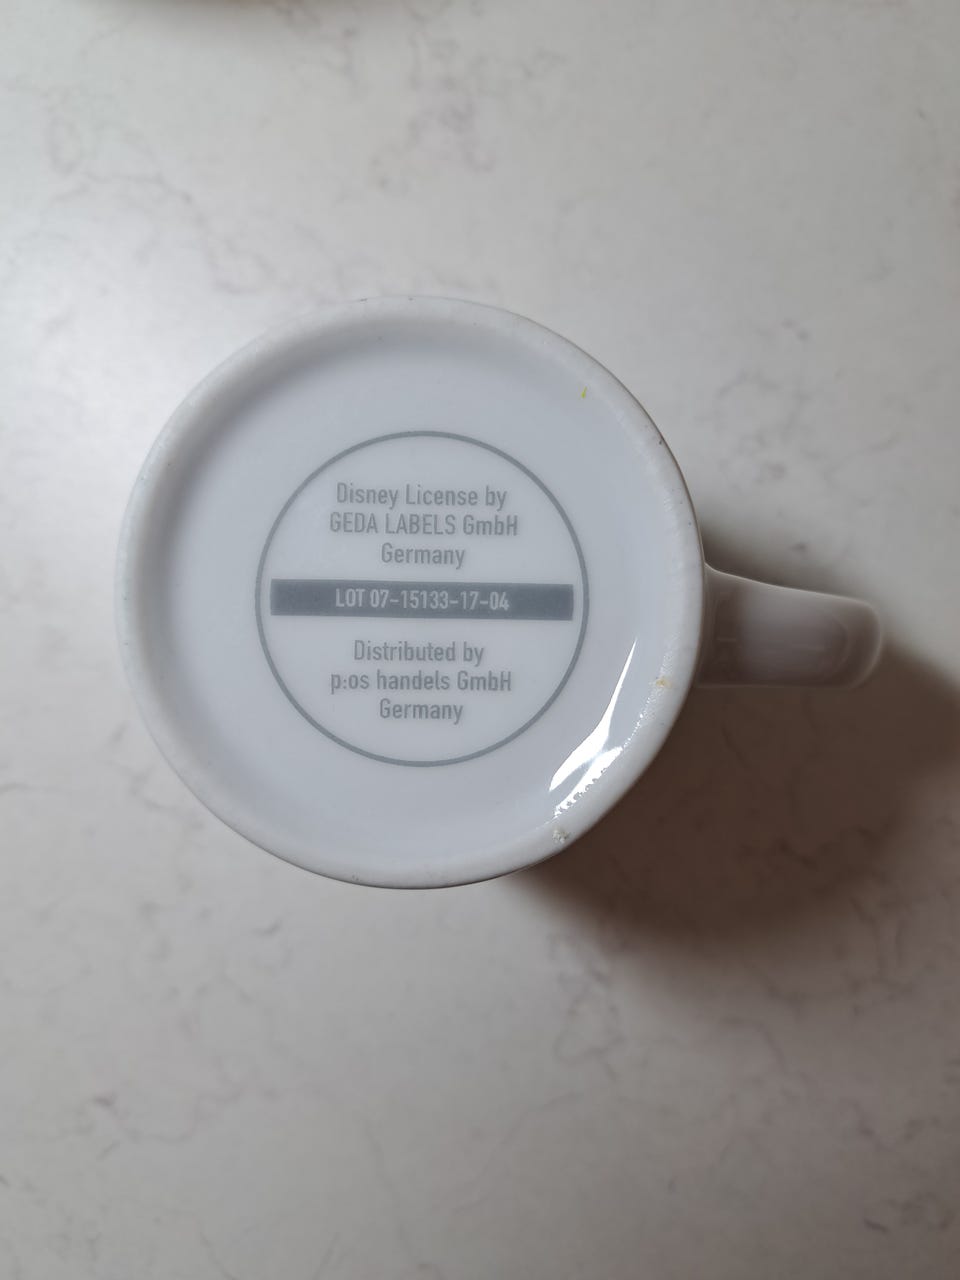 Disney License by
GEDA LABELS GmbH
Germany
LOT 07-15133-17-04
Distributed by
p:os handels GmbH
Germany